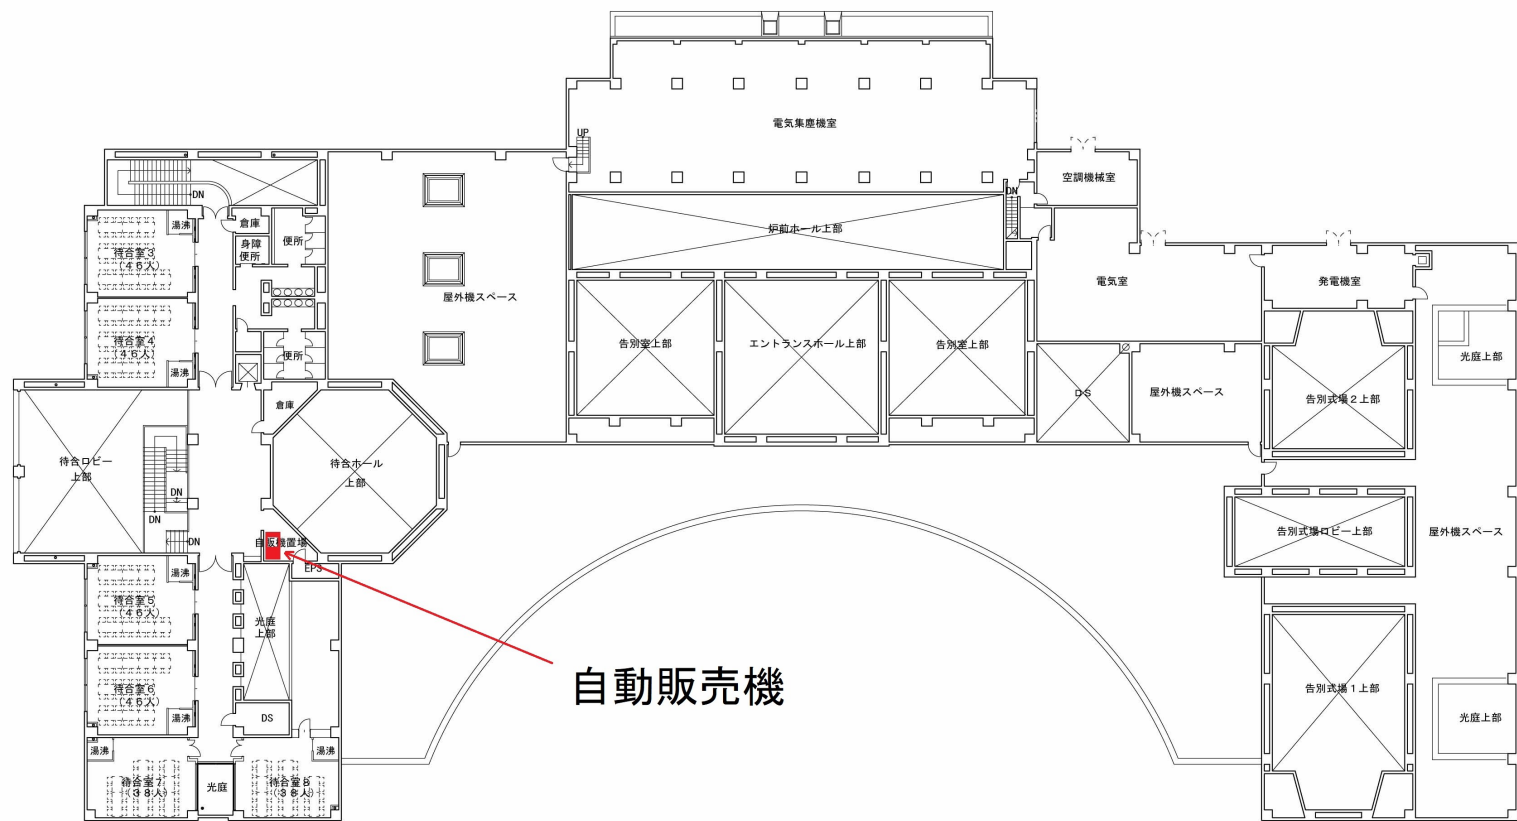 電気集塵機室
UP
DN
空調機械室
炉前ホール上部
DN
湯沸
倉庫
便所
身障
便所
待合室3
(46人)
屋外機スペース
電気室
発電機室
待合室4
(46人)
湯沸
便所
告別室上部
エントランスホール上部
告別室上部
光庭上部
DS
屋外機スペース
告別式場2上部
倉庫
待合ロビー
上部
DN
DN
DN
待合ホール
上部
自販機置場
EPS
告別式場ロビー上部
屋外機スペース
湯沸
待合室5
(46人)
光庭
上部
待合室6
(46人)
湯沸
DS
自動販売機
告別式場1上部
光庭上部
湯沸
待合室7
(38人)
光庭
湯沸
待合室8
(38人)